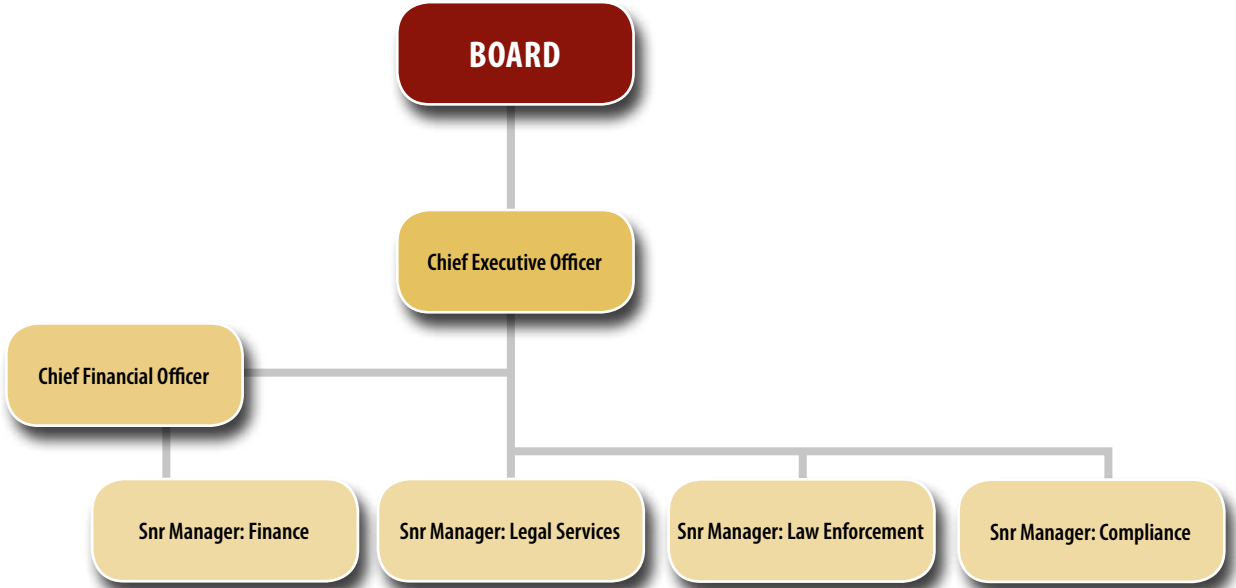 BOARD
Chief Executive Officer
Chief Financial Officer
Snr Manager: Finance
Snr Manager: Legal Services
Snr Manager: Law Enforcement
Snr Manager: Compliance